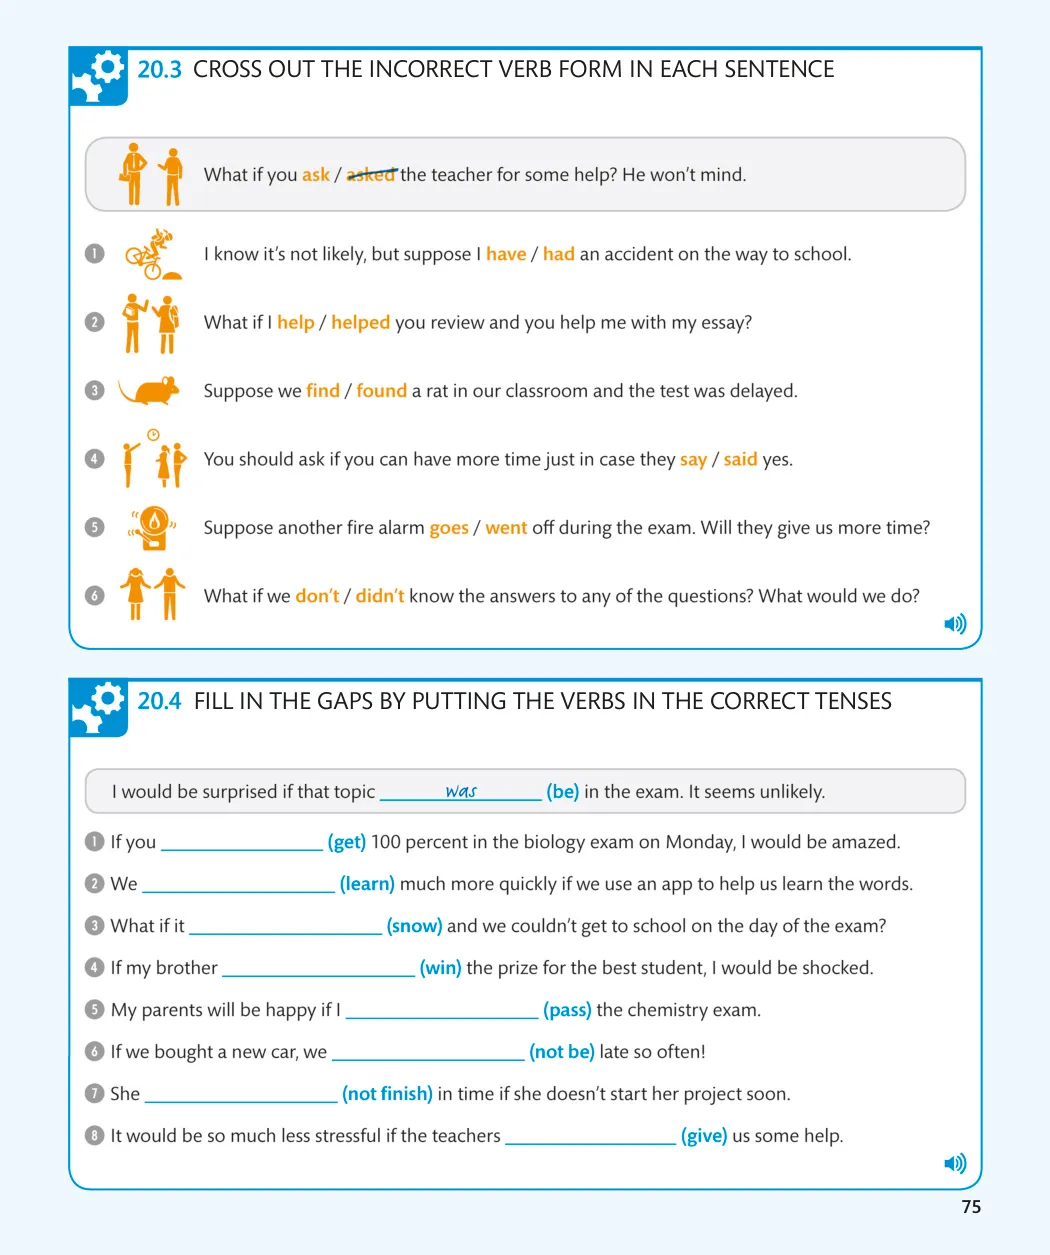 20.3 CROSS OUT THE INCORRECT VERB FORM IN EACH SENTENCE
What if you ask / asked the teacher for some help? He won't mind.
1 I know it's not likely, but suppose I have / had an accident on the way to school.
2 What if I help / helped you review and you help me with my essay?
3 Suppose we find / found a rat in our classroom and the test was delayed.
4 You should ask if you can have more time just in case they say / said yes.
5 Suppose another fire alarm goes / went off during the exam. Will they give us more time?
6 What if we don't / didn't know the answers to any of the questions? What would we do?
20.4 FILL IN THE GAPS BY PUTTING THE VERBS IN THE CORRECT TENSES
I would be surprised if that topic was (be) in the exam. It seems unlikely.
1 If you ________________ (get) 100 percent in the biology exam on Monday, I would be amazed.
2 We ___________________ (learn) much more quickly if we use an app to help us learn the words.
3 What if it ___________________ (snow) and we couldn't get to school on the day of the exam?
4 If my brother ___________________ (win) the prize for the best student, I would be shocked.
5 My parents will be happy if I ___________________ (pass) the chemistry exam.
6 If we bought a new car, we ___________________ (not be) late so often!
7 She ___________________ (not finish) in time if she doesn't start her project soon.
8 It would be so much less stressful if the teachers _________________ (give) us some help.
75